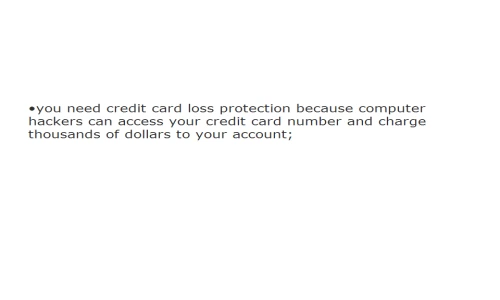 •you need credit card loss protection because computer
hackers can access your credit card number and charge
thousands of dollars to your account;